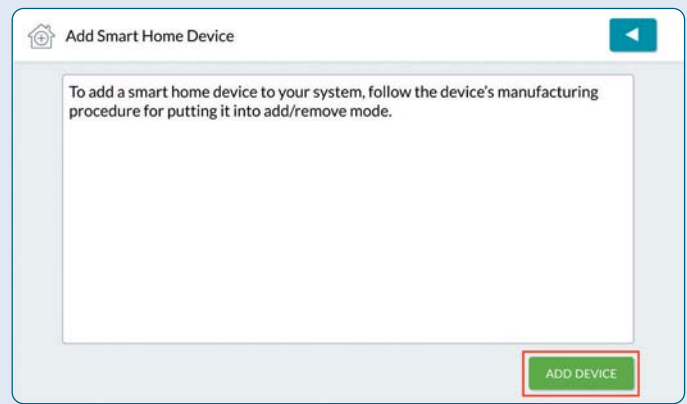 Add Smart Home Device
To add a smart home device to your system, follow the device's manufacturing
procedure for putting it into add/remove mode.
ADD DEVICE